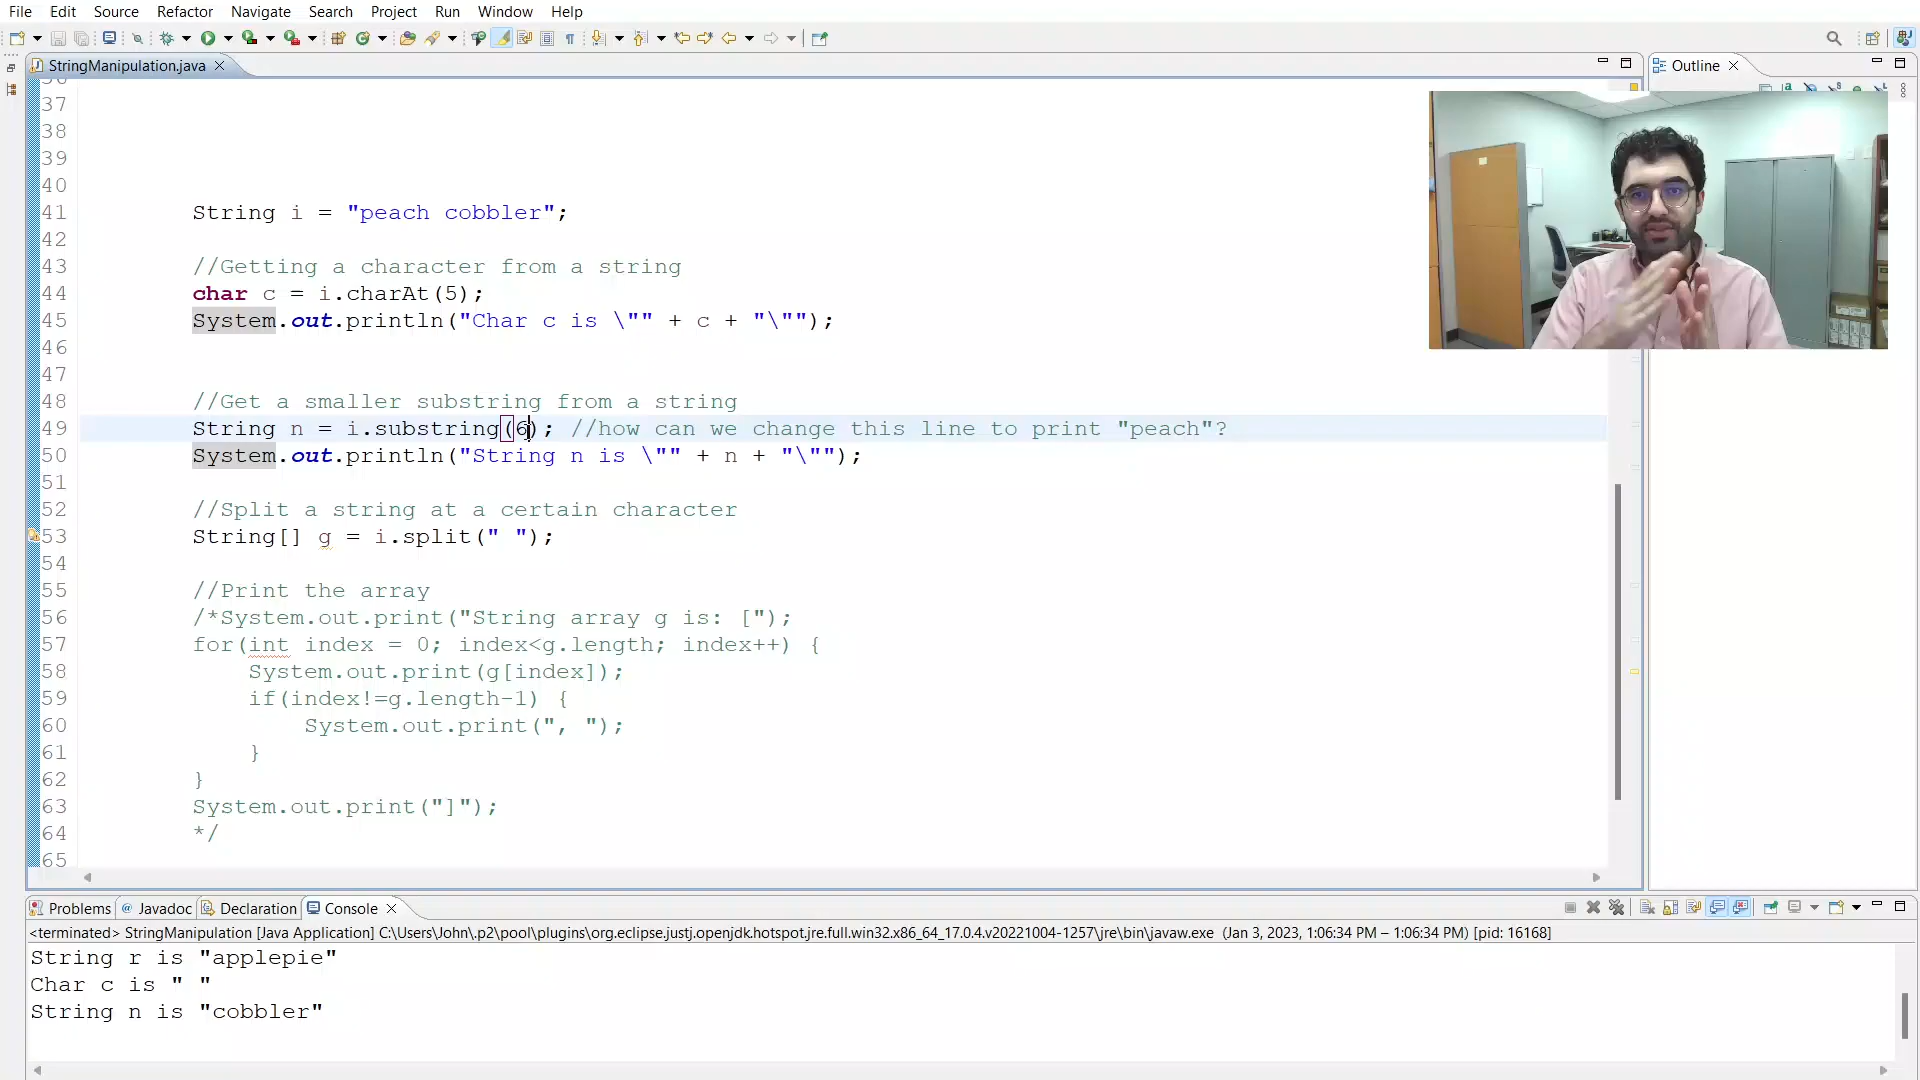 File Edit Source Refactor Navigate Search Project Run Window Help
StringManipulation.java
Outline
37
38
39
40
41 String i = "peach cobbler";
42
43 //Getting a character from a string
44 char c = i.charAt(5);
45 System.out.println("Char c is \"" + c + "\"");
46
47
48 //Get a smaller substring from a string
49 String n = i.substring(6); //how can we change this line to print "peach"?
50 System.out.println("String n is \"" + n + "\"");
51
52 //Split a string at a certain character
53 String[] g = i.split(" ");
54
55 //Print the array
56 /*System.out.print("String array g is: [");
57 for(int index = 0; index<g.length; index++) {
58 System.out.print(g[index]);
59 if(index!=g.length-1) {
60 System.out.print(", ");
61 }
62 }
63 System.out.print("]");
64 */
65
Problems Javadoc Declaration Console
<terminated> StringManipulation [Java Application] C:\Users\John\.p2\pool\plugins\org.eclipse.justj.openjdk.hotspot.jre.full.win32.x86_64_17.0.4.v20221004-1257\jre\bin\javaw.exe (Jan 3, 2023, 1:06:34 PM – 1:06:34 PM) [pid: 16168]
String r is "applepie"
Char c is " "
String n is "cobbler"